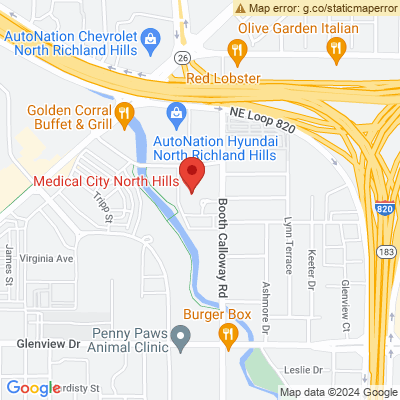 Map error: g.co/staticmaperror
AutoNation Chevrolet
North Richland Hills
Olive Garden Italian
26
Red Lobster
Golden Corral
Buffet & Grill
NE Loop 820
AutoNation Hyundai
North Richland Hills
Medical City North Hills
Tripp St
Booth Calloway Rd
Lynn Terrace
820
James St
Virginia Ave
Keeter Dr
183
Ashmore Dr
Glenview Ct
Burger Box
Penny Paws
Animal Clinic
Glenview Dr
Leslie Dr
Google
erdisty St
Map data ©2024 Google